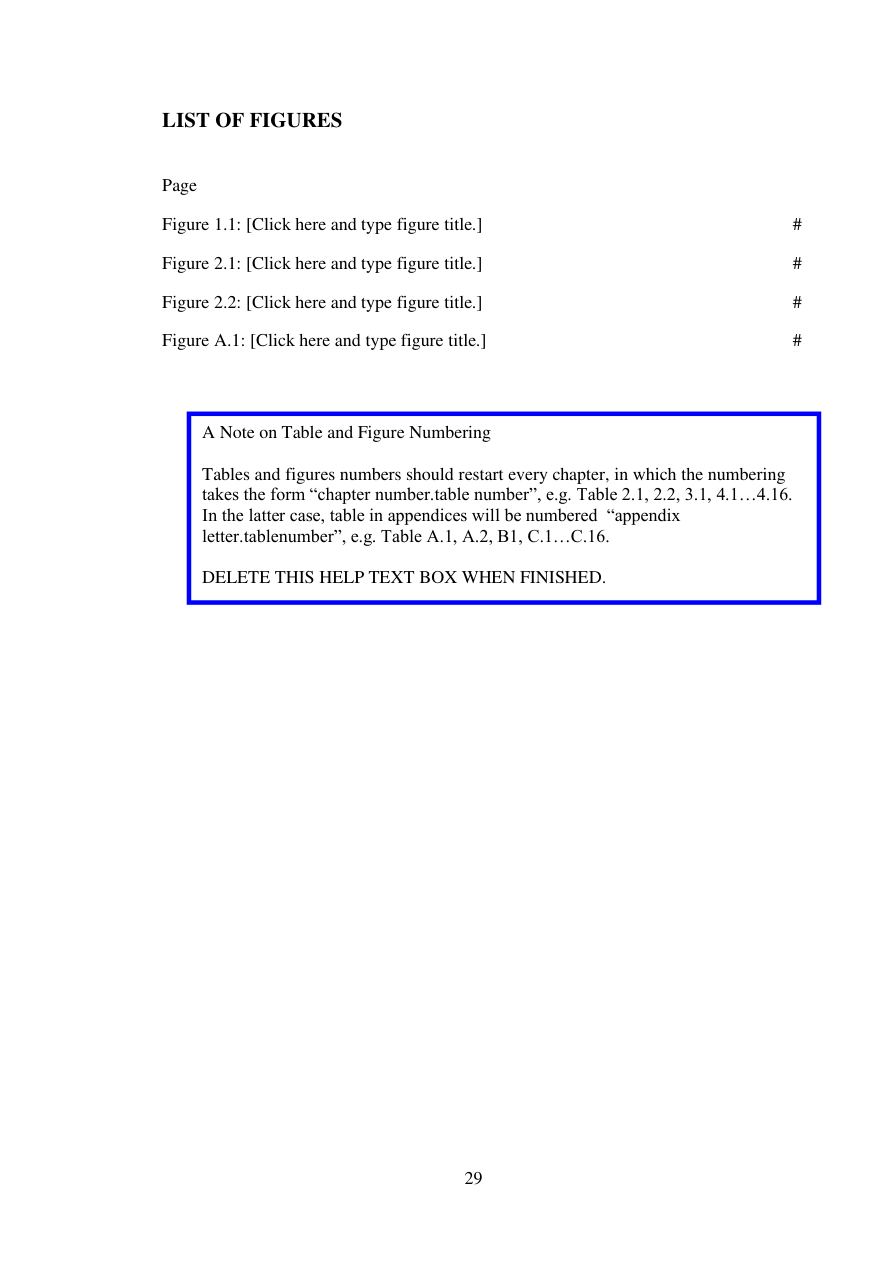 LIST OF FIGURES
Page
Figure 1.1: [Click here and type figure title.] #
Figure 2.1: [Click here and type figure title.] #
Figure 2.2: [Click here and type figure title.] #
Figure A.1: [Click here and type figure title.] #
A Note on Table and Figure Numbering
Tables and figures numbers should restart every chapter, in which the numbering
takes the form “chapter number.table number”, e.g. Table 2.1, 2.2, 3.1, 4.1…4.16.
In the latter case, table in appendices will be numbered  “appendix
letter.tablenumber”, e.g. Table A.1, A.2, B1, C.1…C.16.
DELETE THIS HELP TEXT BOX WHEN FINISHED.
29